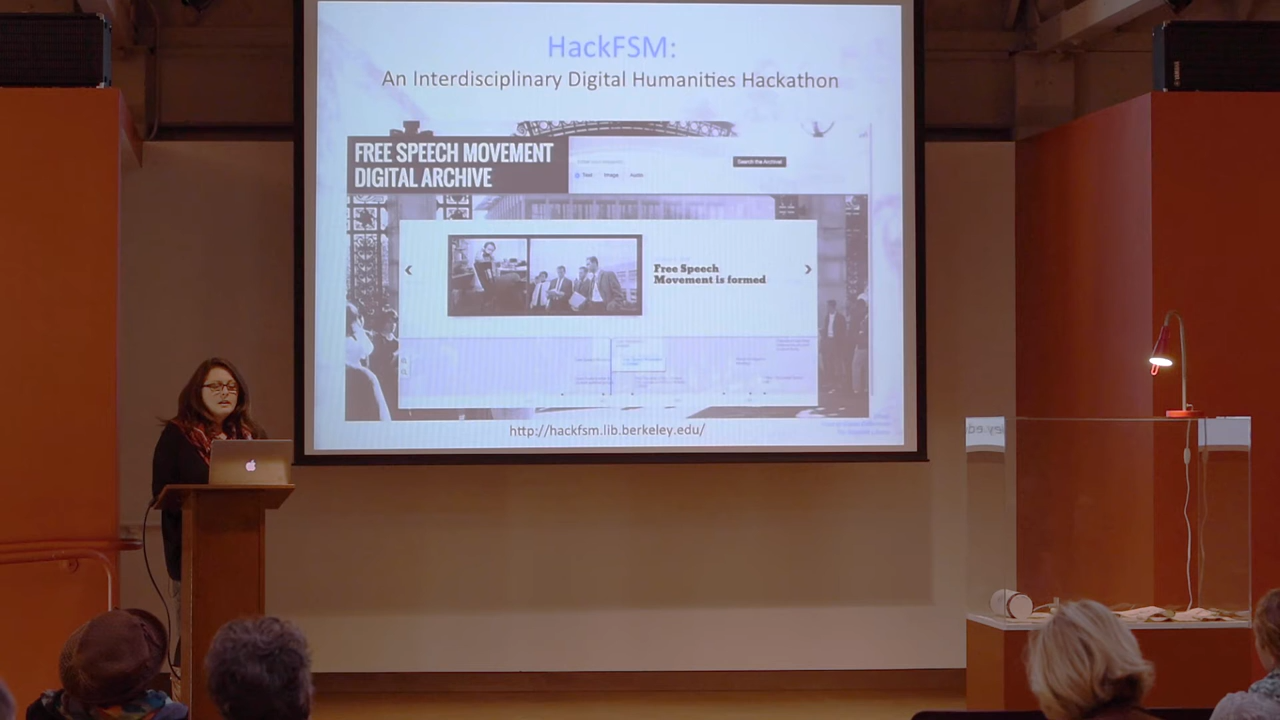 HackFSM:
An Interdisciplinary Digital Humanities Hackathon
FREE SPEECH MOVEMENT
DIGITAL ARCHIVE
Search the Archive
Text Image Audio
Free Speech
Movement is formed
http://hackfsm.lib.berkeley.edu/
YAMAHA